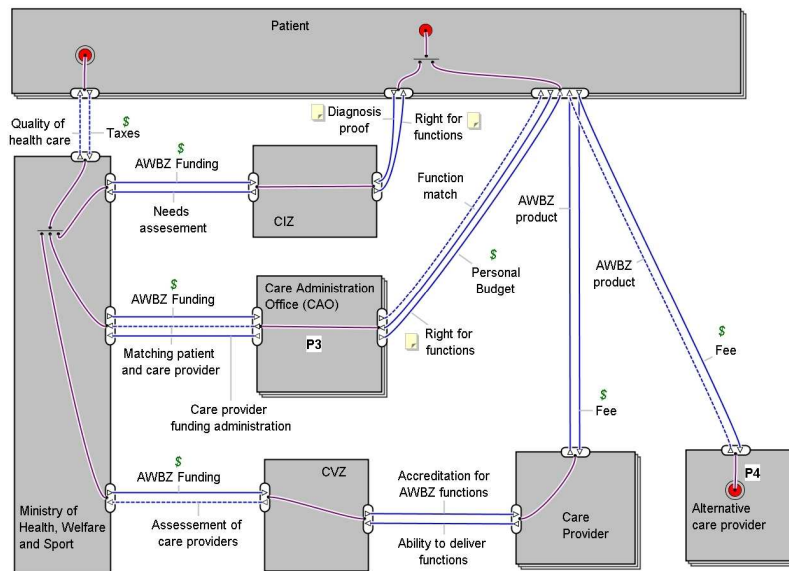 Patient
Quality of
health care
$
Taxes
Diagnosis
proof
Right for
functions
$
AWBZ Funding
Needs
assesement
CIZ
Function
match
AWBZ
product
AWBZ
product
$
Personal
Budget
$
AWBZ Funding
Care Administration
Office (CAO)
P3
Matching patient
and care provider
Right for
functions
$
Fee
Care provider
funding administration
$
Fee
$
AWBZ Funding
CVZ
Accreditation for
AWBZ functions
P4
Ministry of
Health, Welfare
and Sport
Assessement of
care providers
Ability to deliver
functions
Care
Provider
Alternative
care provider